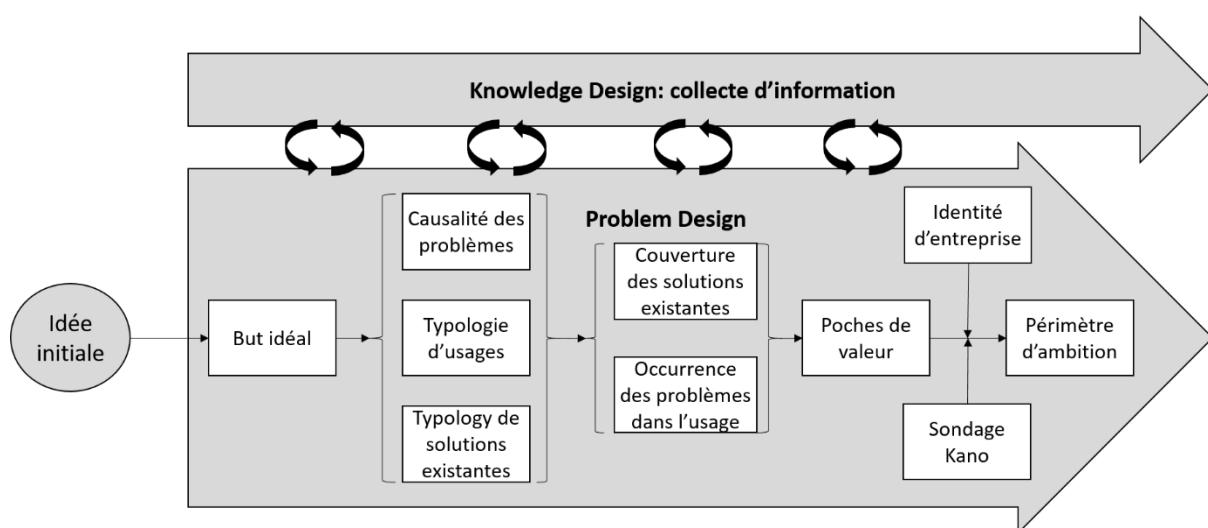 Knowledge Design: collecte d'information
Problem Design
Idée
initiale
But idéal
Causalité des
problèmes
Typologie
d'usages
Typology de
solutions
existantes
Couverture
des solutions
existantes
Occurrence
des problèmes
dans l'usage
Poches de
valeur
Identité
d'entreprise
Sondage
Kano
Périmètre
d'ambition